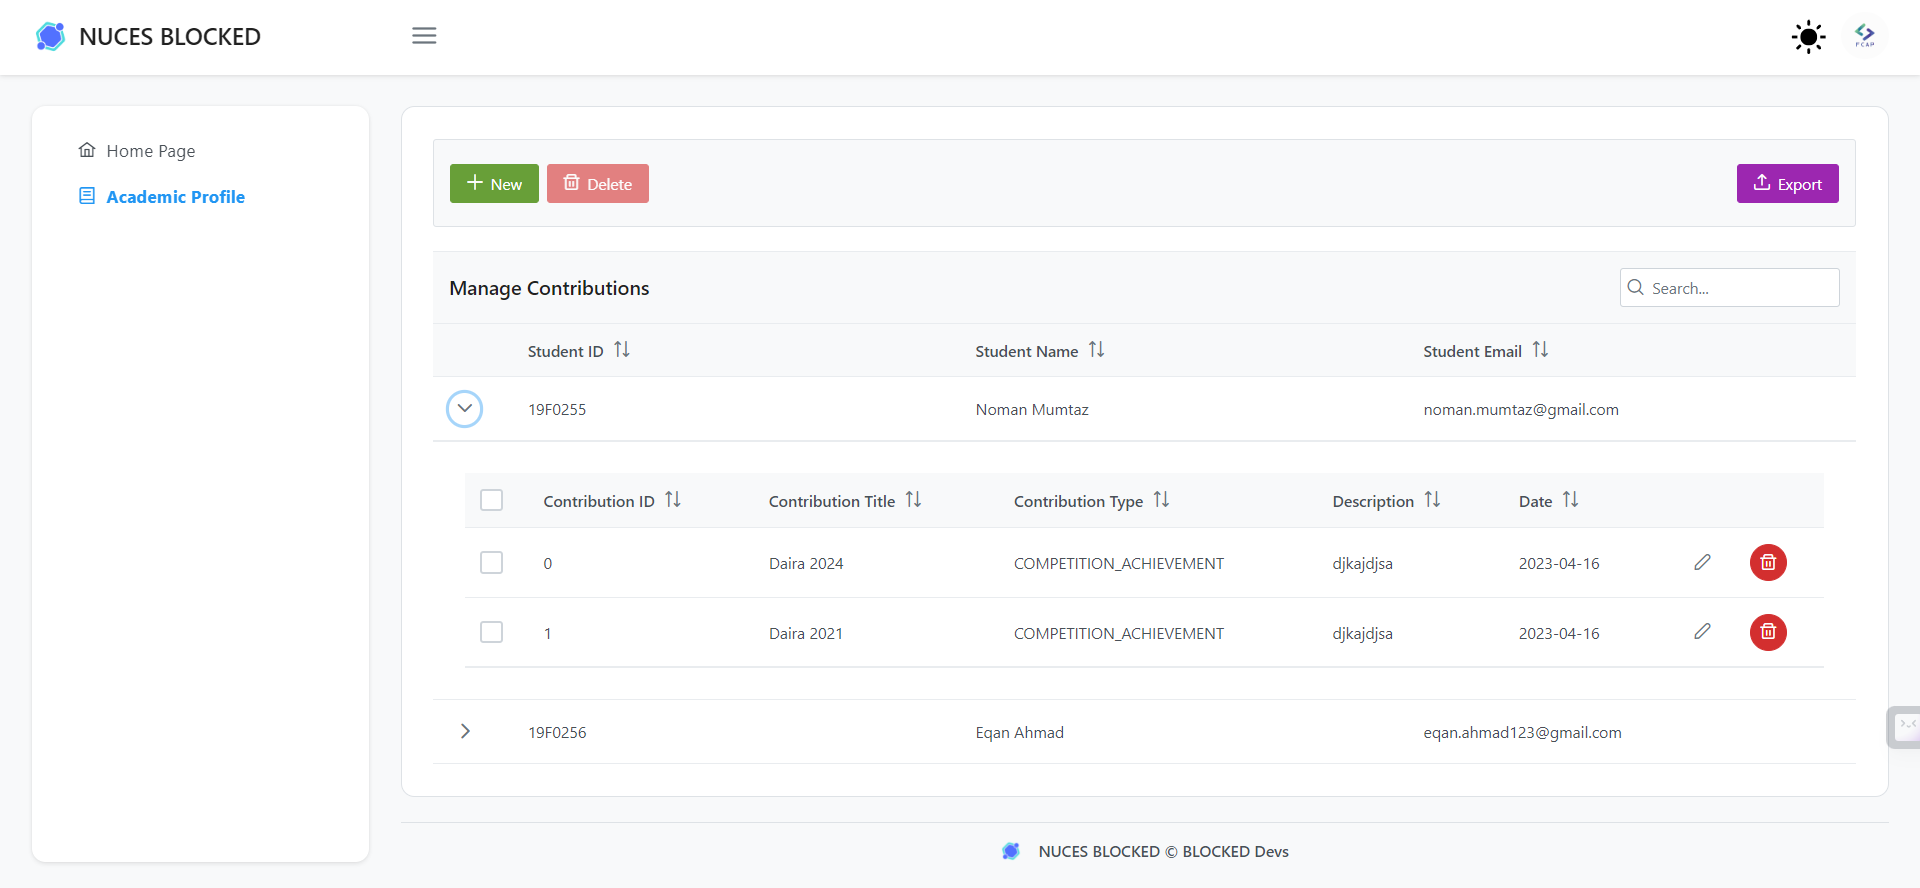 NUCES BLOCKED
PCAP
Home Page
Academic Profile
New
Delete
Export
Manage Contributions
Search...
Student ID Student Name Student Email
19F0255 Noman Mumtaz noman.mumtaz@gmail.com
Contribution ID Contribution Title Contribution Type Description Date
0 Daira 2024 COMPETITION_ACHIEVEMENT djkajdjsa 2023-04-16
1 Daira 2021 COMPETITION_ACHIEVEMENT djkajdjsa 2023-04-16
19F0256 Eqan Ahmad eqan.ahmad123@gmail.com
NUCES BLOCKED © BLOCKED Devs